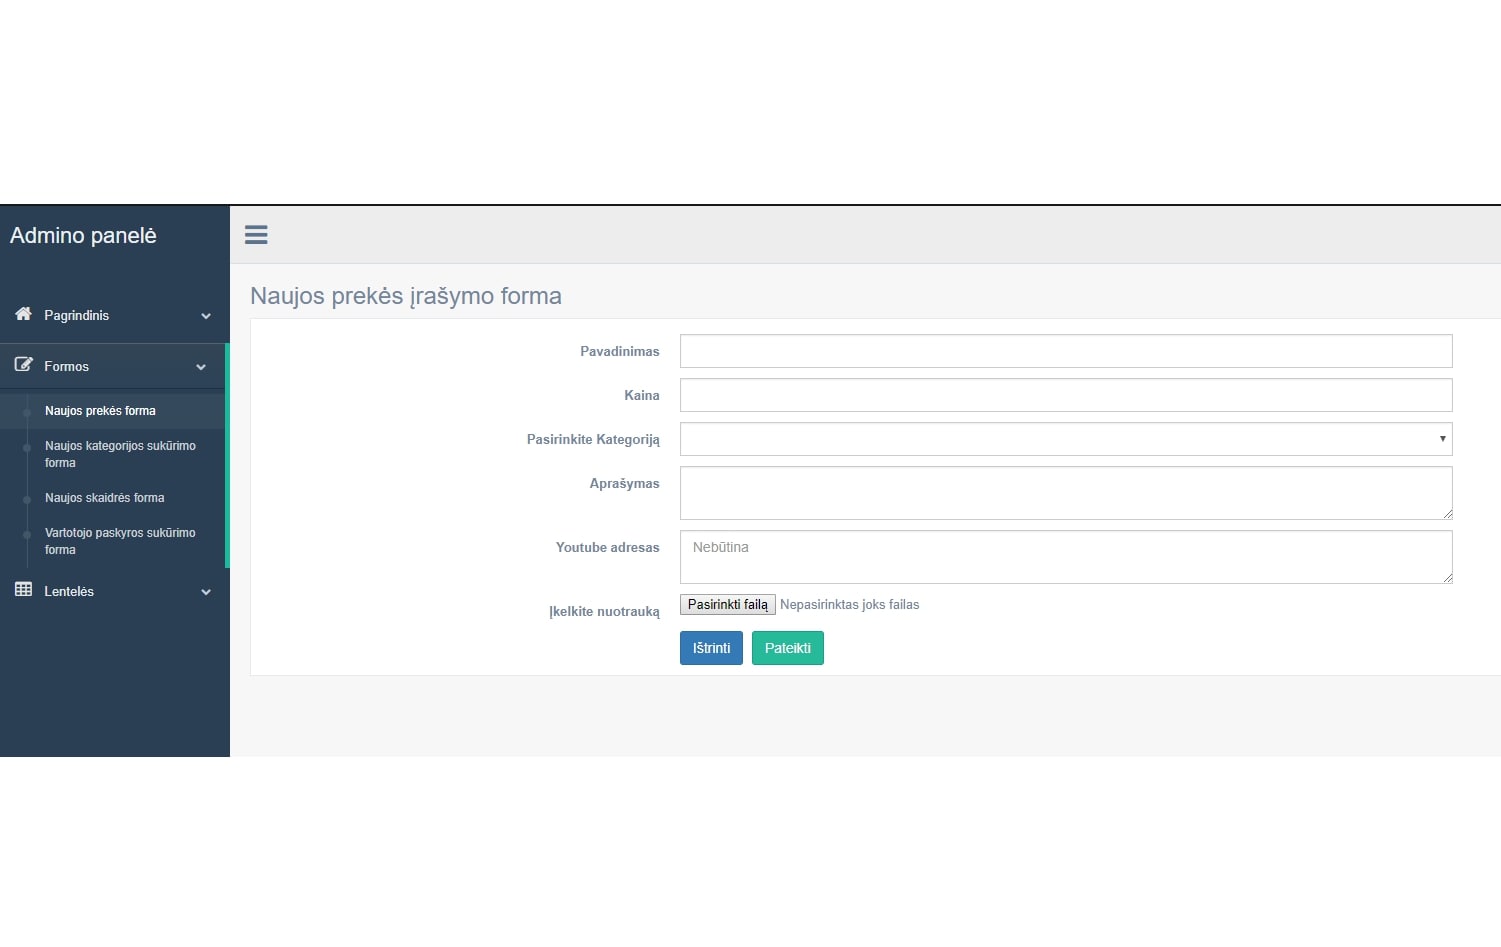 Admino panelė
Pagrindinis
Formos
Naujos prekės forma
Naujos kategorijos sukūrimo
forma
Naujos skaidrės forma
Vartotojo paskyros sukūrimo
forma
Lentelės
Naujos prekės įrašymo forma
Pavadinimas
Kaina
Pasirinkite Kategoriją
Aprašymas
Youtube adresas
Nebūtina
Įkelkite nuotrauką
Pasirinkti failą Nepasirinktas joks failas
Ištrinti Pateikti